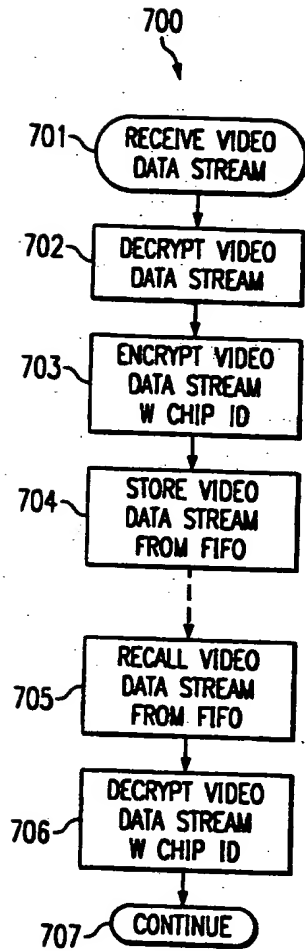 700
701
RECEIVE VIDEO
DATA STREAM
702
DECRYPT VIDEO
DATA STREAM
703
ENCRYPT VIDEO
DATA STREAM
W CHIP ID
704
STORE VIDEO
DATA STREAM
FROM FIFO
705
RECALL VIDEO
DATA STREAM
FROM FIFO
706
DECRYPT VIDEO
DATA STREAM
W CHIP ID
707
CONTINUE